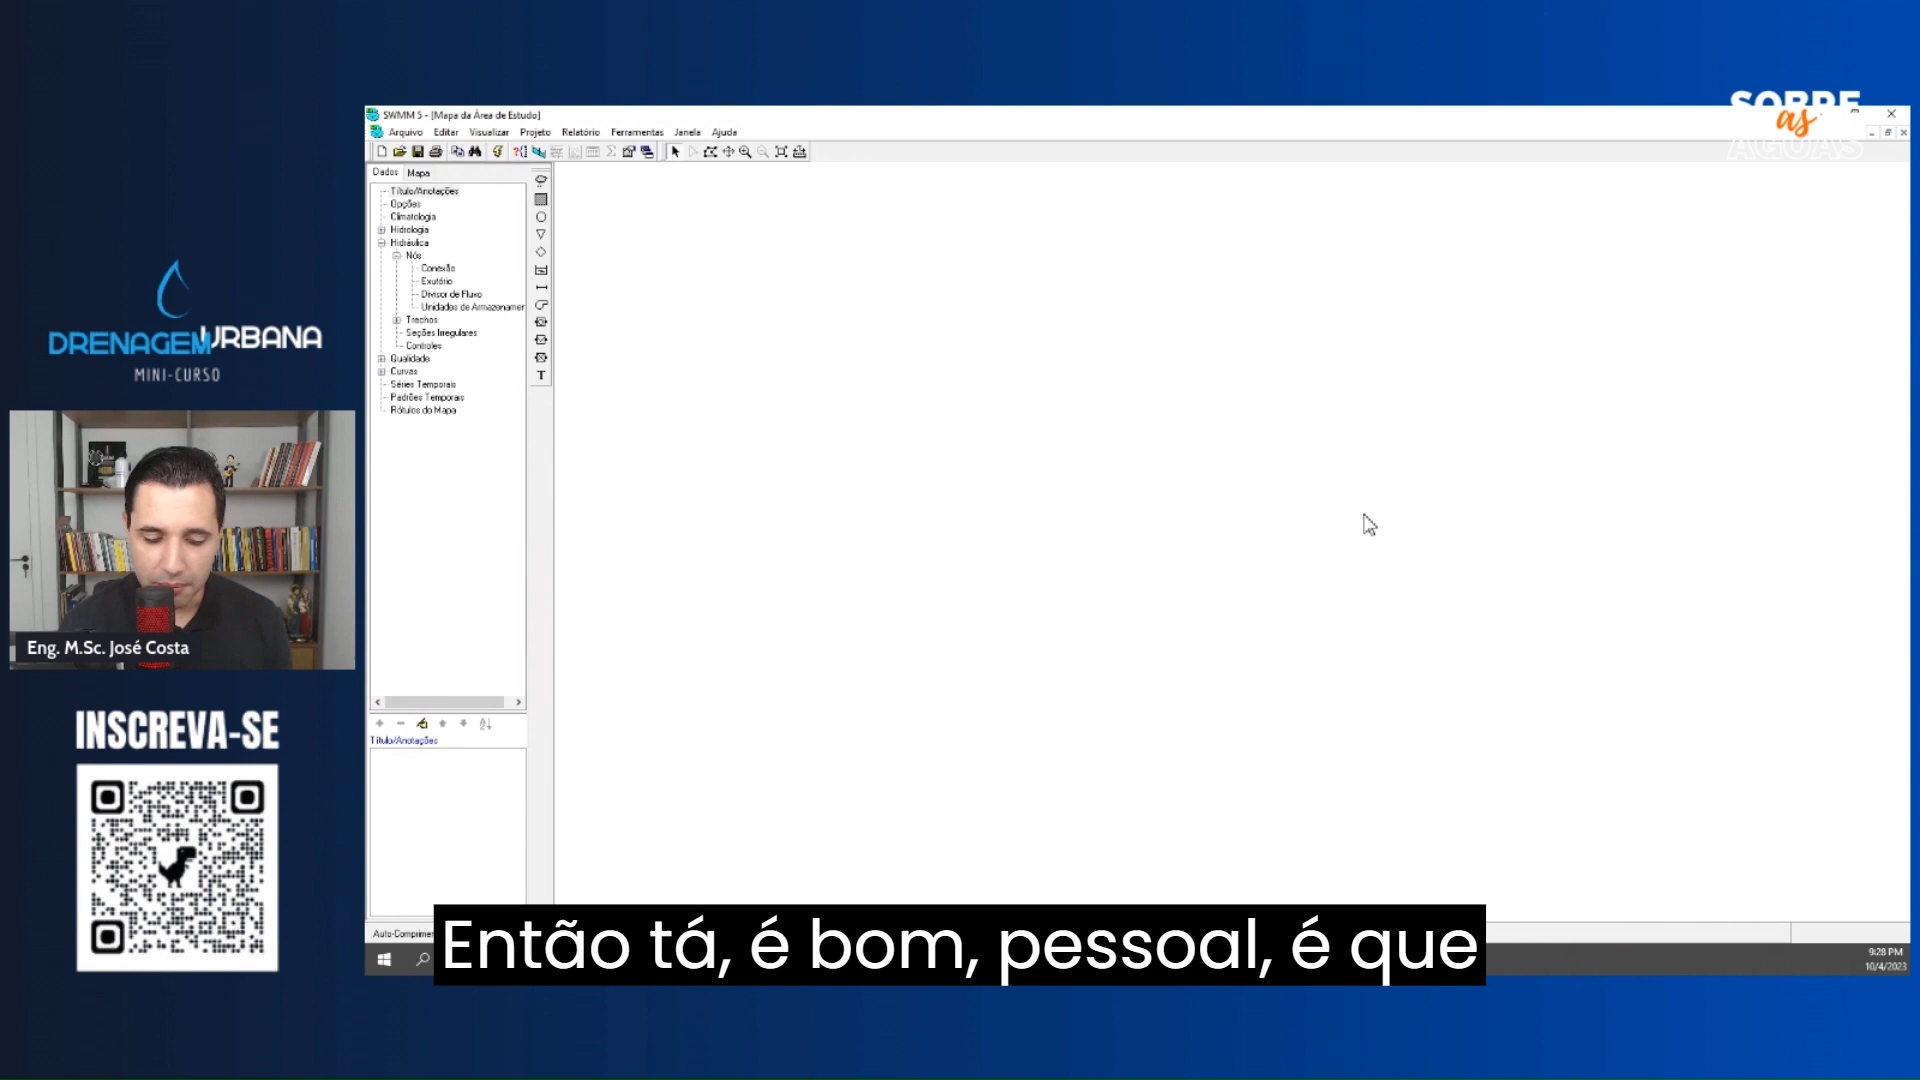 SOBRE
as
ÁGUAS
SWMM 5 - [Mapa da Área de Estudo]
Arquivo Editar Visualizar Projeto Relatório Ferramentas Janela Ajuda
Dados Mapa
Título/Anotações
Opções
Climatologia
Hidrologia
Hidráulica
Nós
Conexão
Exutório
Divisor de Fluxo
Unidades de Armazenamer
Trechos
Seções Irregulares
Controles
Qualidade
Curvas
Séries Temporais
Padrões Temporais
Rótulos do Mapa
T
Título/Anotações
Auto-Comprimen
9:28 PM
10/4/2023
DRENAGEM URBANA
MINI-CURSO
Eng. M.Sc. José Costa
INSCREVA-SE
Então tá, é bom, pessoal, é que